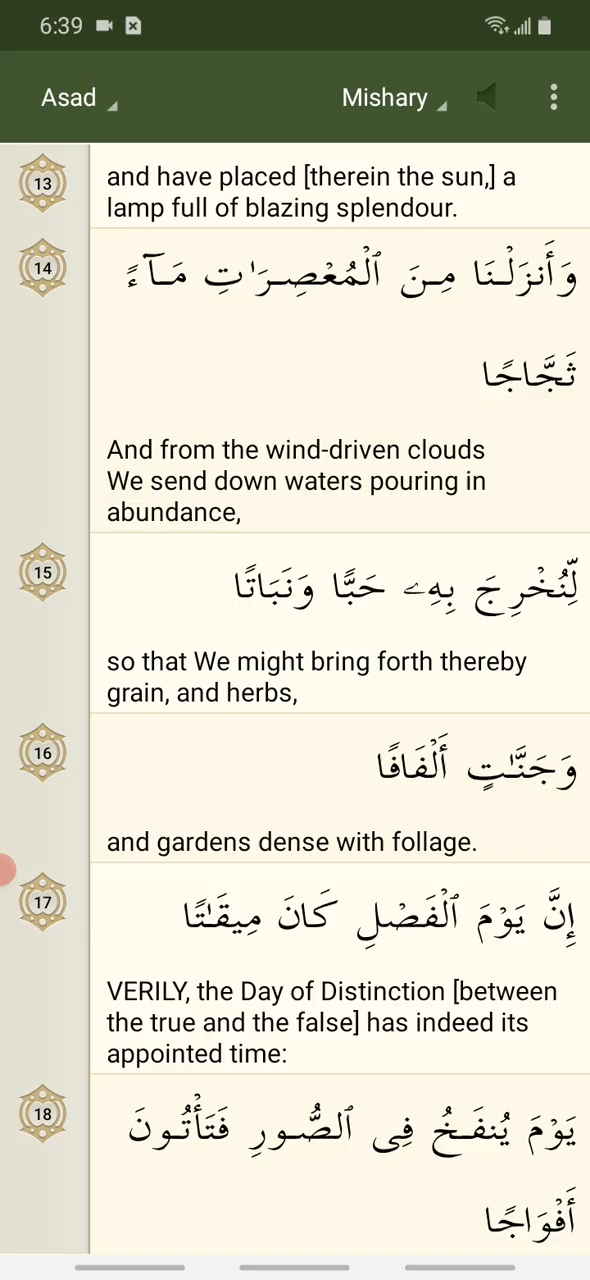 6:39
Asad Mishary
13 and have placed [therein the sun,] a
lamp full of blazing splendour.
14 وَأَنزَلْنَا مِنَ ٱلْمُعْصِرَٰتِ مَآءً
ثَجَّاجًا
And from the wind-driven clouds
We send down waters pouring in
abundance,
15 لِّنُخْرِجَ بِهِۦ حَبًّا وَنَبَاتًا
so that We might bring forth thereby
grain, and herbs,
16 وَجَنَّٰتٍ أَلْفَافًا
and gardens dense with follage.
17 إِنَّ يَوْمَ ٱلْفَصْلِ كَانَ مِيقَٰتًا
VERILY, the Day of Distinction [between
the true and the false] has indeed its
appointed time:
18 يَوْمَ يُنفَخُ فِى ٱلصُّورِ فَتَأْتُونَ
أَفْوَاجًا